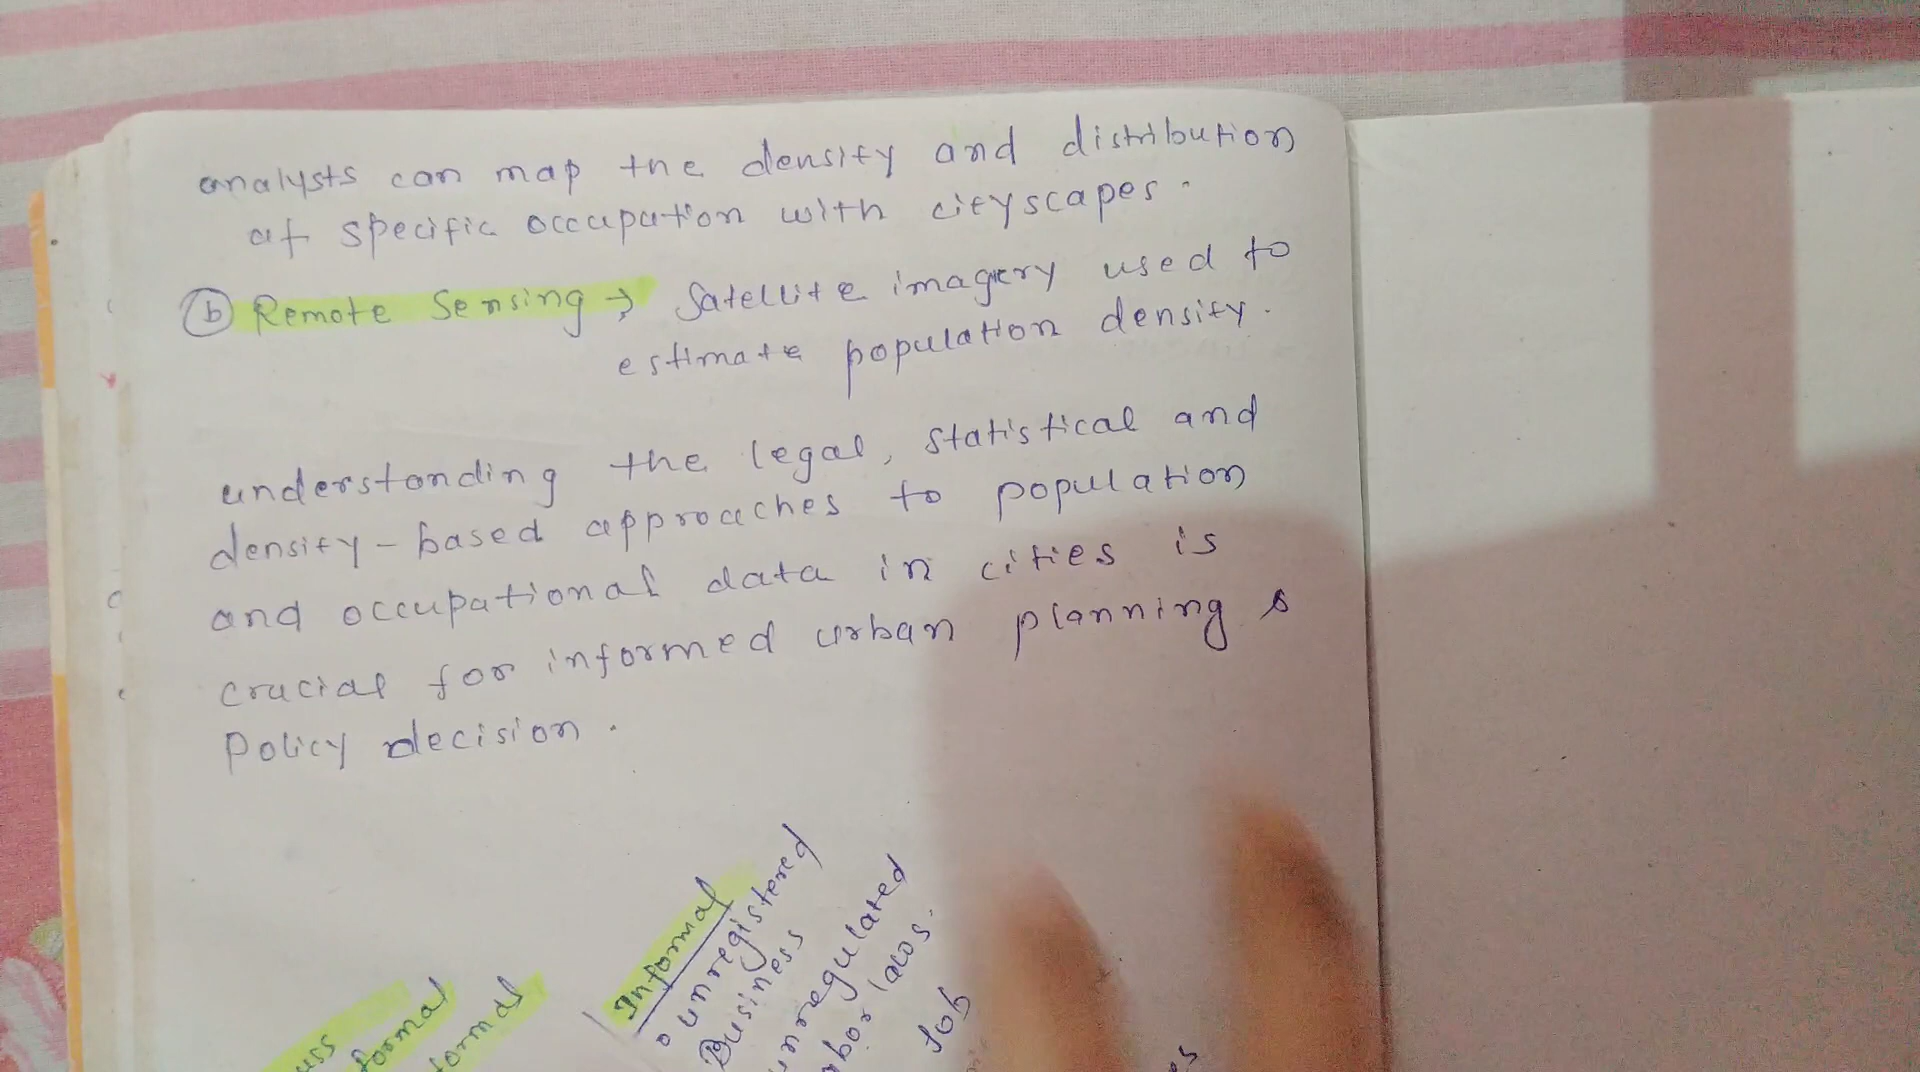 analysts can map the density and distribution
of specific occupation with cityscapes.
(b) Remote Sensing → Satellite imagery used to
estimate population density.
understanding the legal, statistical and
density-based approaches to population
and occupational data in cities is
crucial for informed urban planning &
Policy decision.
Informal
unregistered
Business
labor laws.
Job